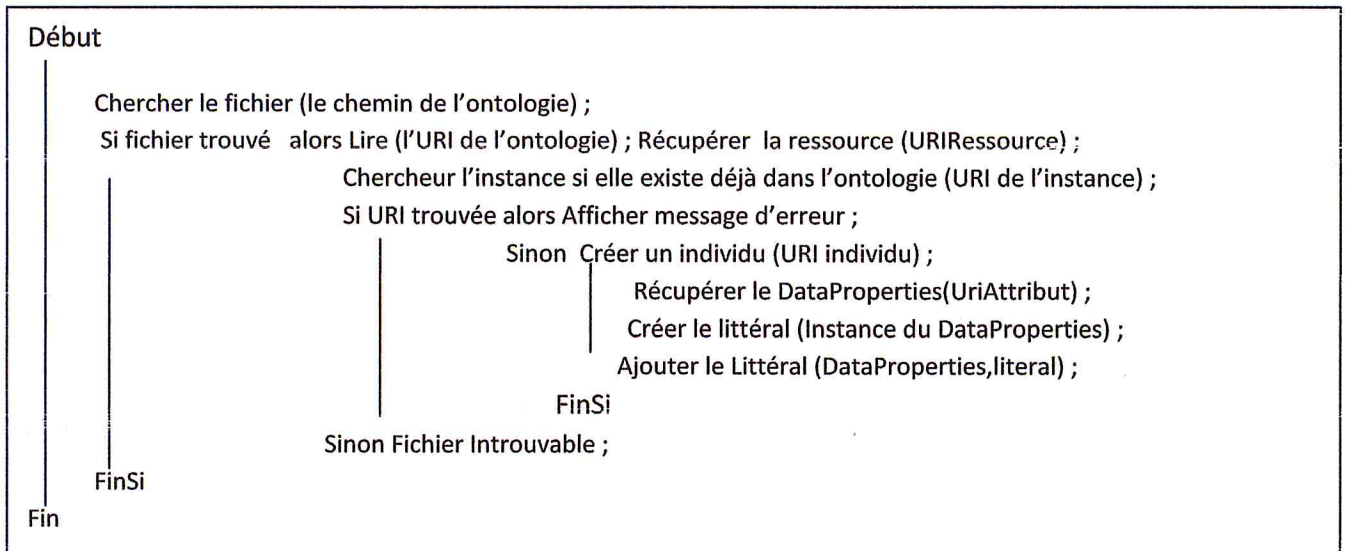 Début
Chercher le fichier (le chemin de l'ontologie) ;
Si fichier trouvé alors Lire (l'URI de l'ontologie) ; Récupérer la ressource (URIRessource) ;
Chercheur l'instance si elle existe déjà dans l'ontologie (URI de l'instance) ;
Si URI trouvée alors Afficher message d'erreur ;
Sinon Créer un individu (URI individu) ;
Récupérer le DataProperties(UriAttribut) ;
Créer le littéral (Instance du DataProperties) ;
Ajouter le Littéral (DataProperties,literal) ;
FinSi
Sinon Fichier Introuvable ;
FinSi
Fin